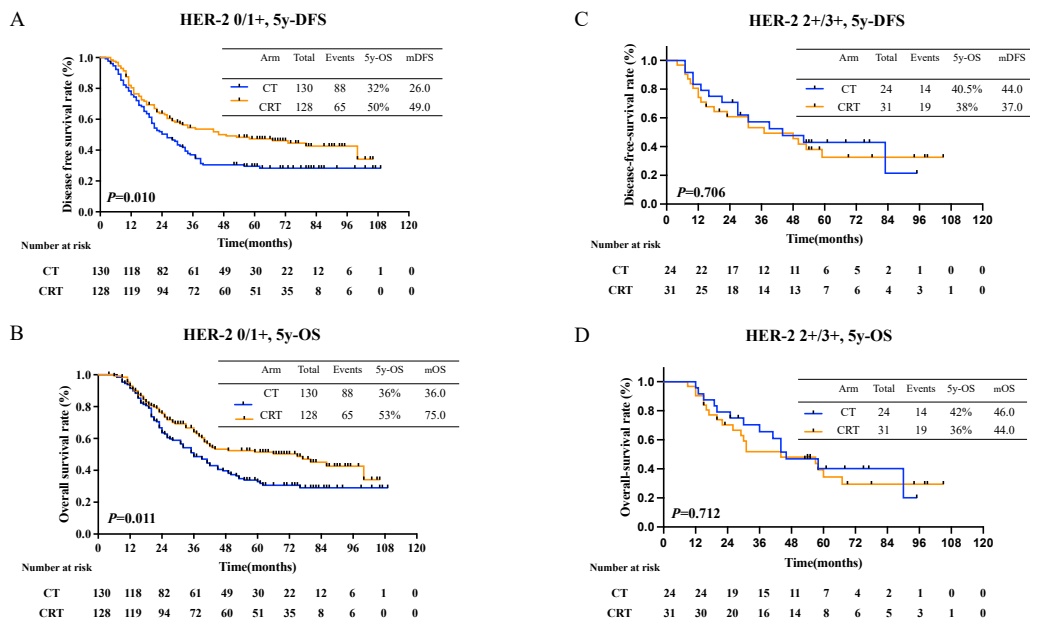 A
HER-2 0/1+, 5y-DFS
Disease free survival rate (%)
1.0
0.8
0.6
0.4
0.2
0.0
Arm Total Events 5y-OS mDFS
CT 130 88 32% 26.0
CRT 128 65 50% 49.0
P=0.010
0 12 24 36 48 60 72 84 96 108 120
Time(months)
Number at risk
CT 130 118 82 61 49 30 22 12 6 1 0
CRT 128 119 94 72 60 51 35 8 6 0 0
C
HER-2 2+/3+, 5y-DFS
Disease-free-survival rate (%)
1.0
0.8
0.6
0.4
0.2
0.0
Arm Total Events 5y-OS mDFS
CT 24 14 40.5% 44.0
CRT 31 19 38% 37.0
P=0.706
0 12 24 36 48 60 72 84 96 108 120
Time(months)
Number at risk
CT 24 22 17 12 11 6 5 2 1 0 0
CRT 31 25 18 14 13 7 6 4 3 1 0
B
HER-2 0/1+, 5y-OS
Overall survival rate (%)
1.0
0.8
0.6
0.4
0.2
0.0
Arm Total Events 5y-OS mOS
CT 130 88 36% 36.0
CRT 128 65 53% 75.0
P=0.011
0 12 24 36 48 60 72 84 96 108 120
Time(months)
Number at risk
CT 130 118 82 61 49 30 22 12 6 1 0
CRT 128 119 94 72 60 51 35 8 6 0 0
D
HER-2 2+/3+, 5y-OS
Overall-survival rate (%)
1.0
0.8
0.6
0.4
0.2
0.0
Arm Total Events 5y-OS mOS
CT 24 14 42% 46.0
CRT 31 19 36% 44.0
P=0.712
0 12 24 36 48 60 72 84 96 108 120
Time(months)
Number at risk
CT 24 24 19 15 11 7 4 2 1 0 0
CRT 31 30 20 16 14 8 6 5 3 1 0